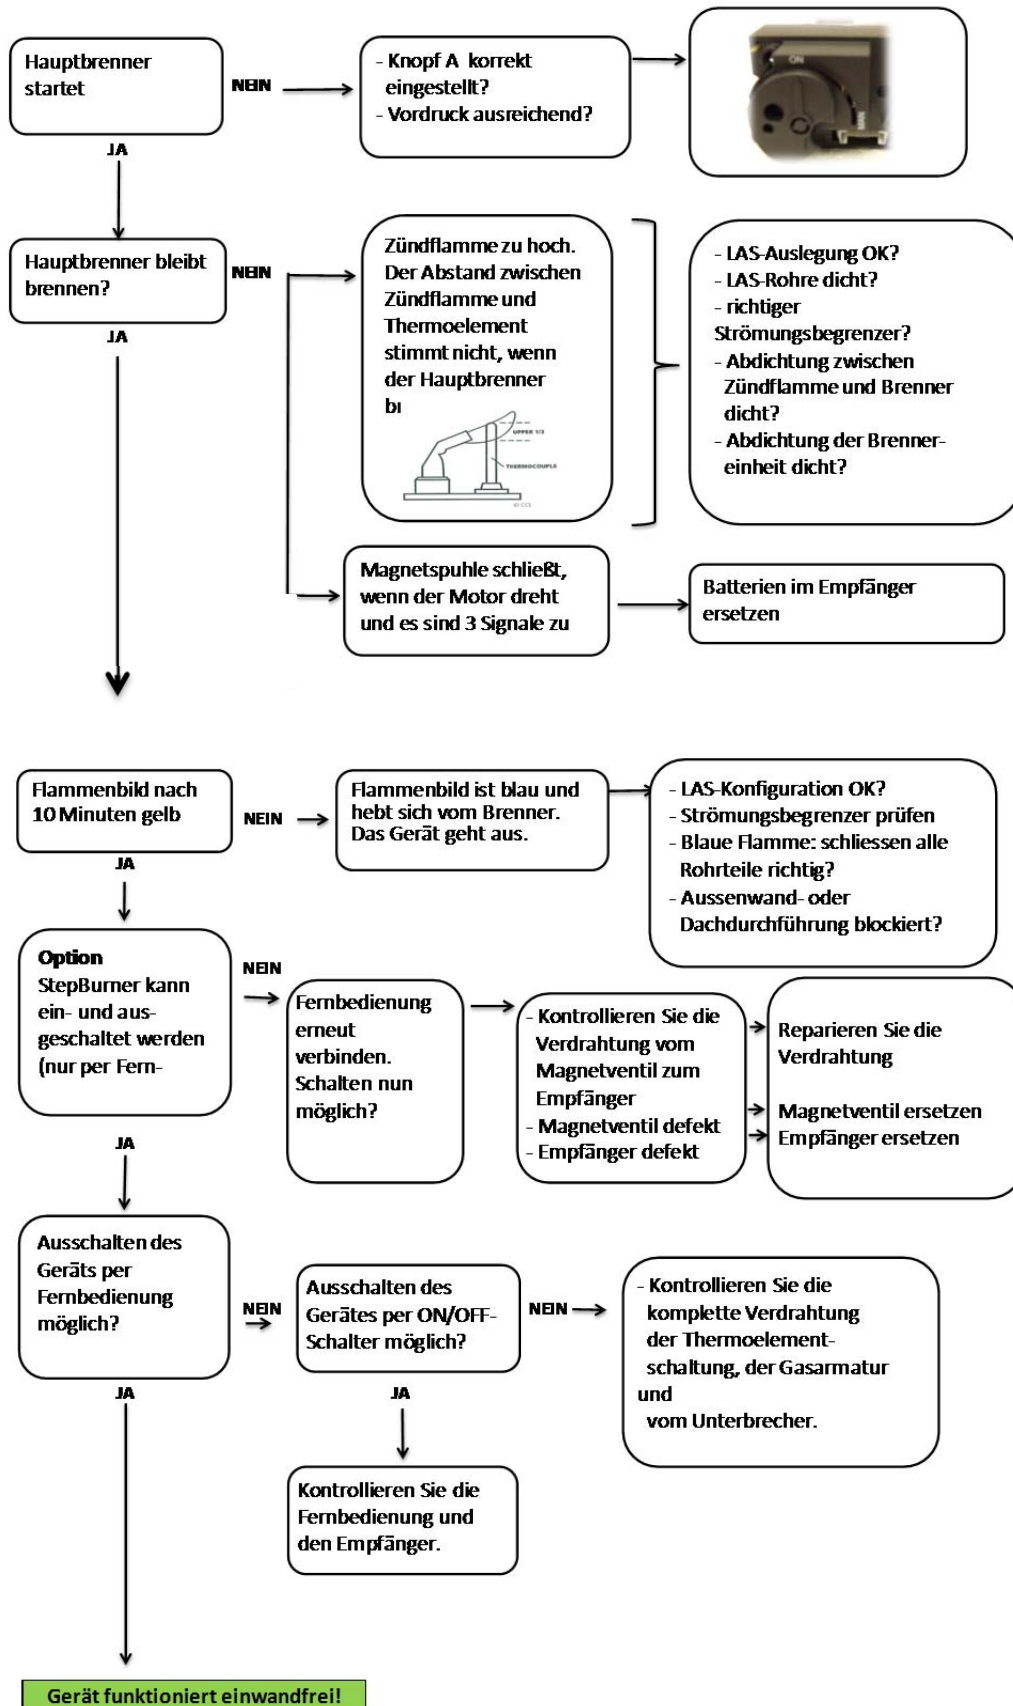 Hauptbrenner
startet
NEIN
- Knopf A korrekt
eingestellt?
- Vordruck ausreichend?
ON
MAN
JA
Hauptbrenner bleibt
brennen?
NEIN
Zündflamme zu hoch.
Der Abstand zwischen
Zündflamme und
Thermoelement
stimmt nicht, wenn
der Hauptbrenner
UPPER 1/3
THERMOCOUPLE
- LAS-Auslegung OK?
- LAS-Rohre dicht?
- richtiger
Strömungsbegrenzer?
- Abdichtung zwischen
Zündflamme und Brenner
dicht?
- Abdichtung der Brenner-
einheit dicht?
JA
Magnetspuhle schließt,
wenn der Motor dreht
und es sind 3 Signale zu
Batterien im Empfänger
ersetzen
Flammenbild nach
10 Minuten gelb
NEIN
Flammenbild ist blau und
hebt sich vom Brenner.
Das Gerät geht aus.
- LAS-Konfiguration OK?
- Strömungsbegrenzer prüfen
- Blaue Flamme: schliessen alle
Rohrteile richtig?
- Aussenwand- oder
Dachdurchführung blockiert?
JA
Option
StepBurner kann
ein- und aus-
geschaltet werden
(nur per Fern-
NEIN
Fernbedienung
erneut
verbinden.
Schalten nun
möglich?
- Kontrollieren Sie die
Verdrahtung vom
Magnetventil zum
Empfänger
- Magnetventil defekt
- Empfänger defekt
Reparieren Sie die
Verdrahtung
Magnetventil ersetzen
Empfänger ersetzen
JA
Ausschalten des
Geräts per
Fernbedienung
möglich?
NEIN
Ausschalten des
Gerätes per ON/OFF-
Schalter möglich?
NEIN
- Kontrollieren Sie die
komplette Verdrahtung
der Thermoelement-
schaltung, der Gasarmatur
und
vom Unterbrecher.
JA
JA
Kontrollieren Sie die
Fernbedienung und
den Empfänger.
Gerät funktioniert einwandfrei!